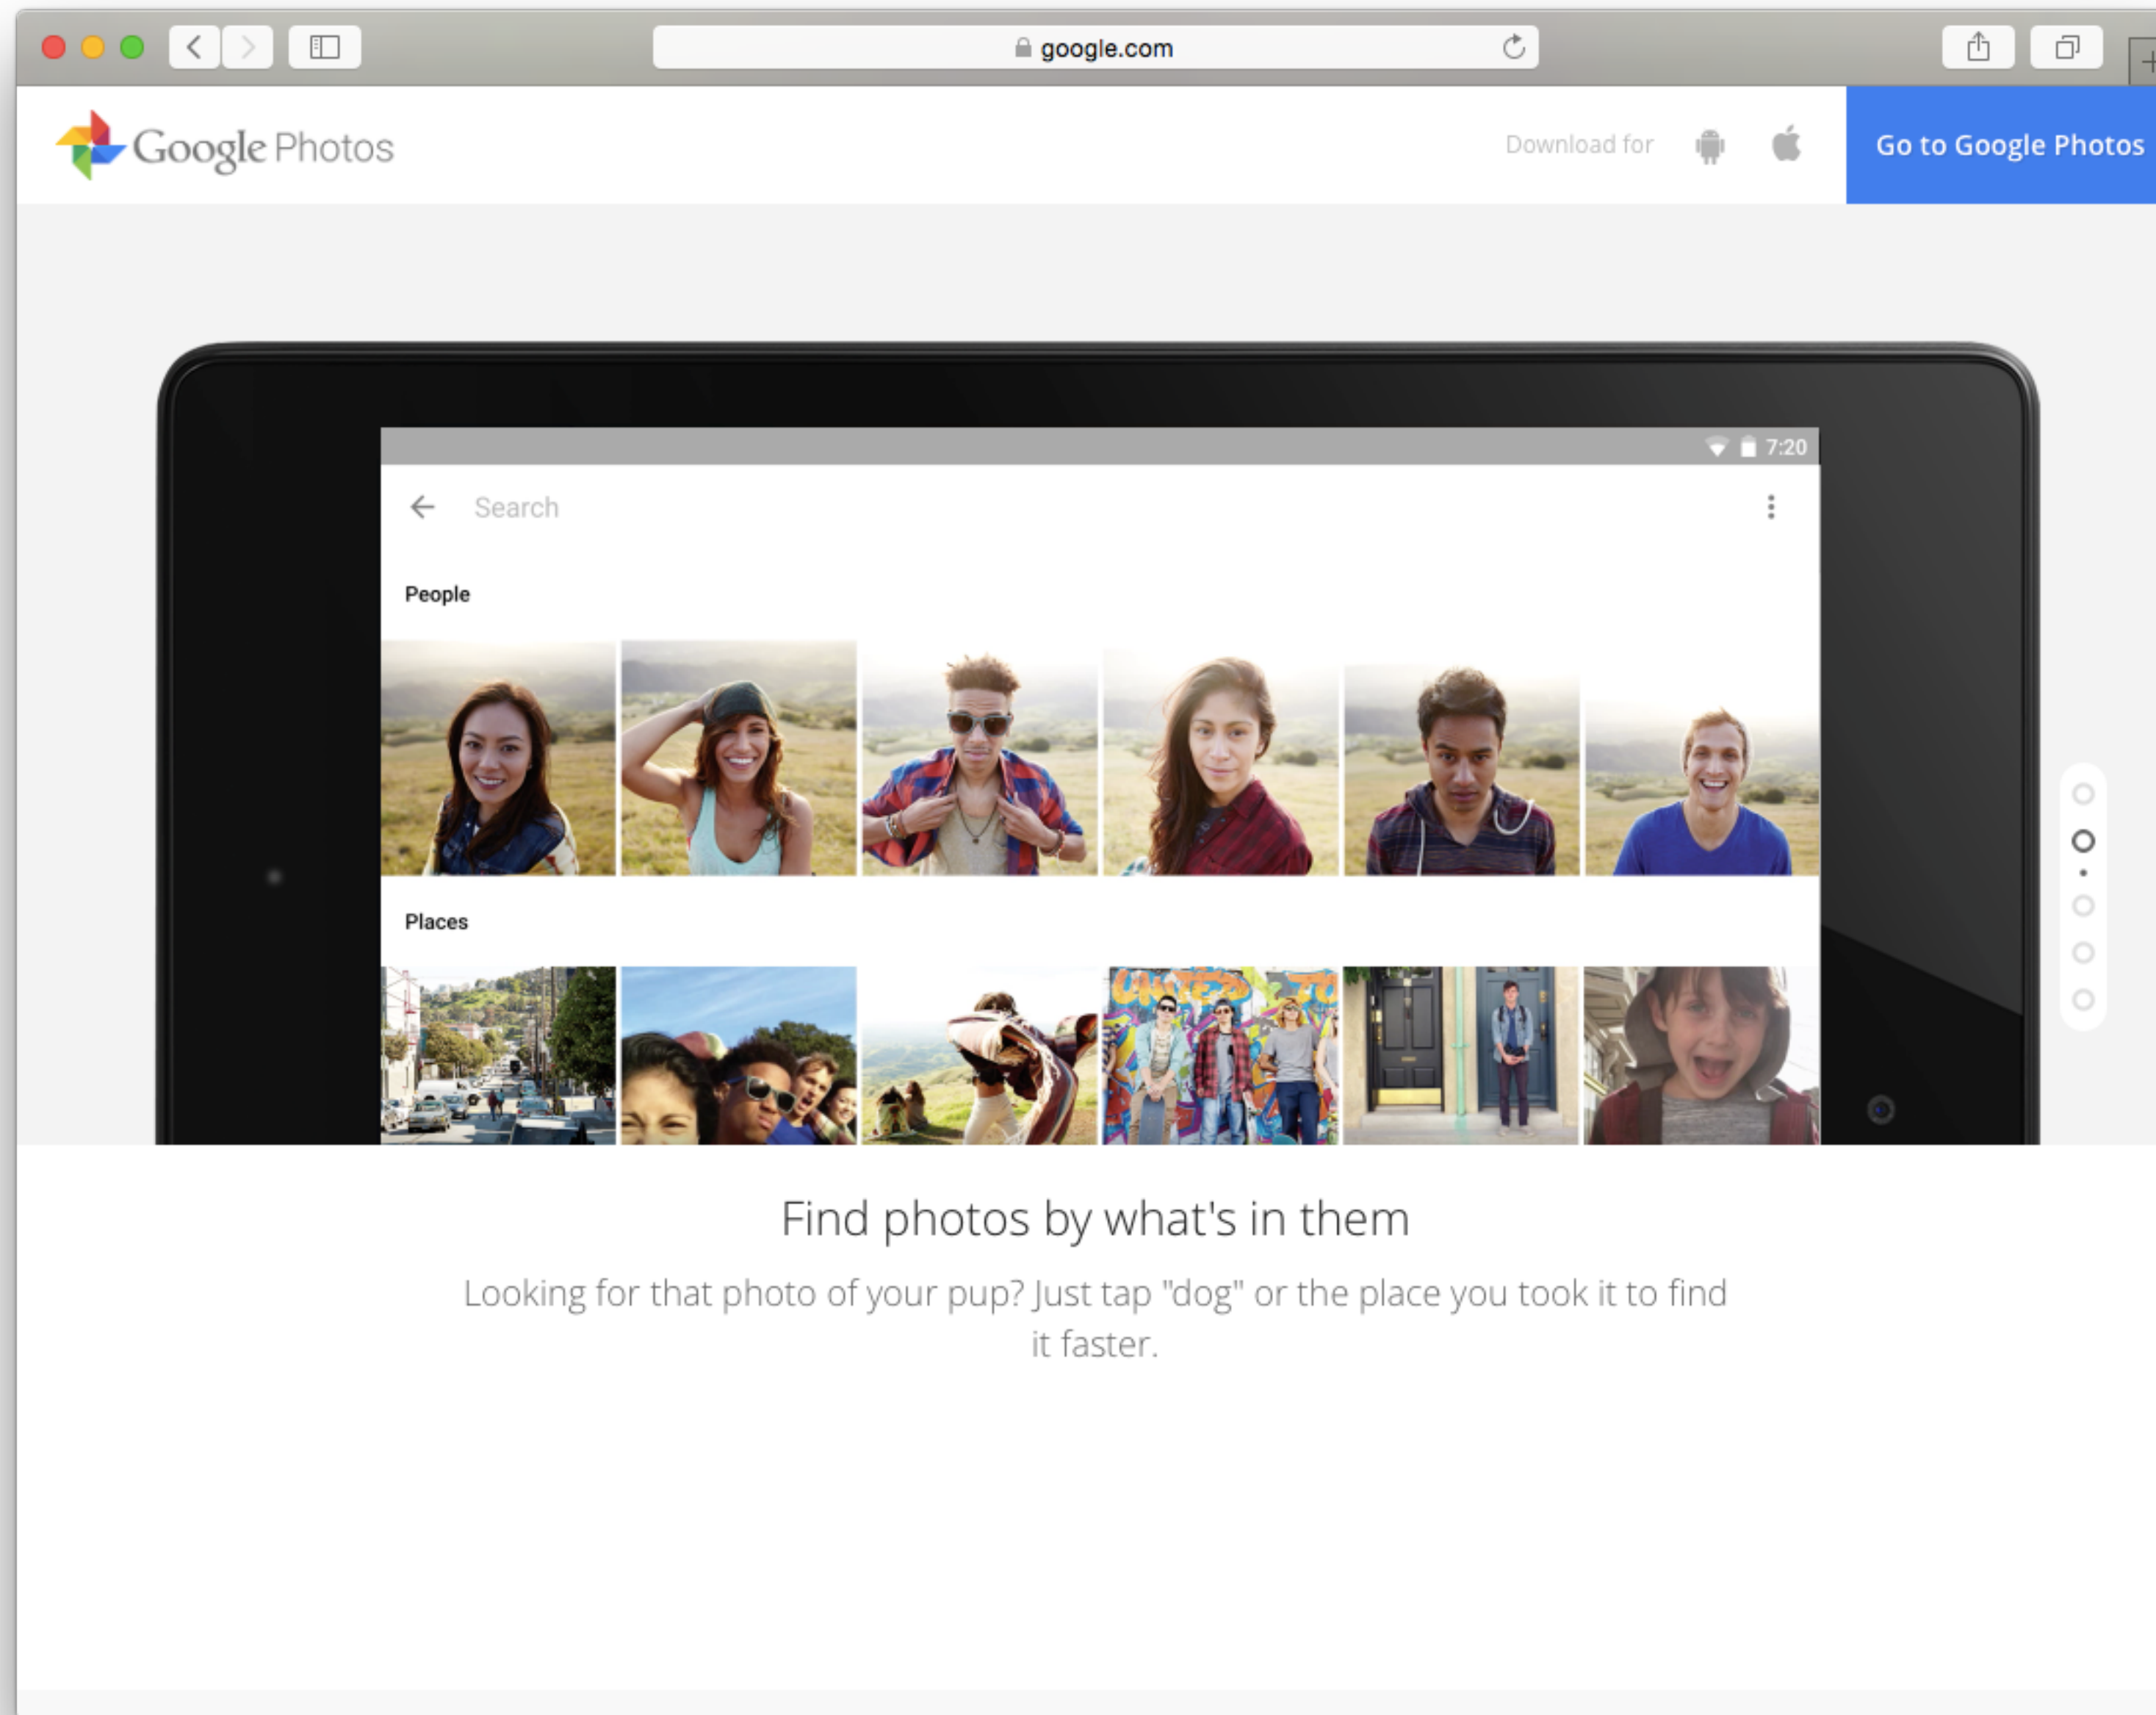 google.com
Google Photos
Download for
Go to Google Photos
7:20
Search
People
Places
UNITED TO
Find photos by what's in them
Looking for that photo of your pup? Just tap "dog" or the place you took it to find
it faster.